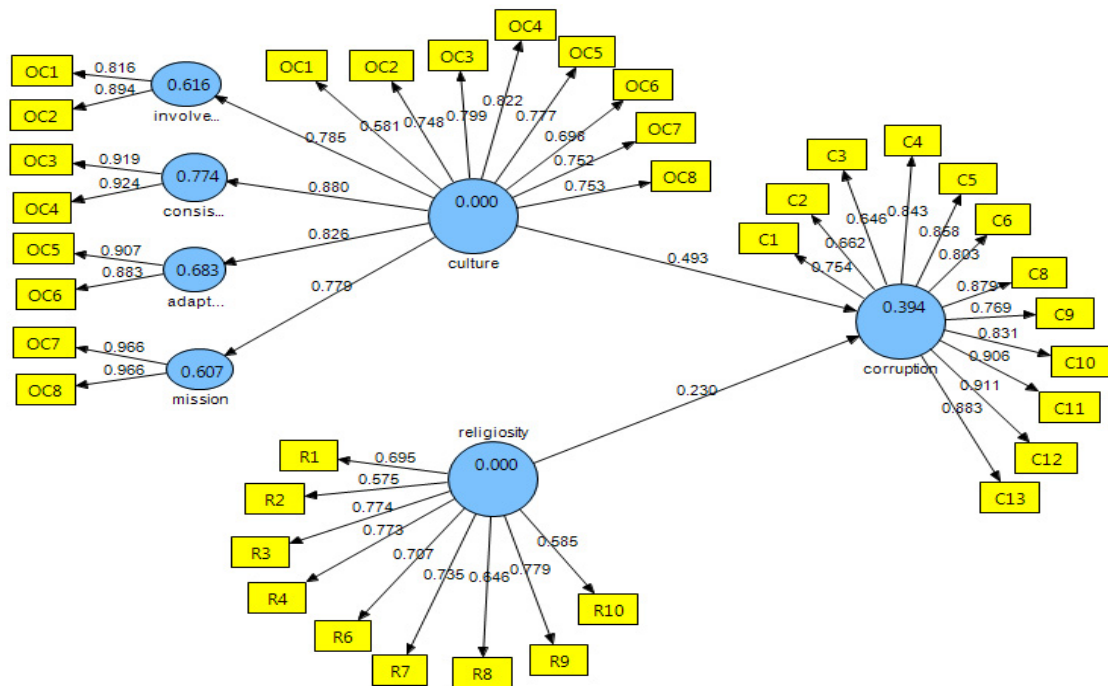 OC1
0.816
OC2
0.894
0.616
involve...
OC3
0.919
OC4
0.924
0.774
consis...
OC5
0.907
OC6
0.883
0.683
adapt...
OC7
0.966
OC8
0.966
0.607
mission
0.785
0.880
0.826
0.779
OC1
OC2
OC3
OC4
OC5
OC6
OC7
OC8
0.581
0.748
0.799
0.822
0.777
0.698
0.752
0.753
0.000
culture
0.493
C1
C2
C3
C4
C5
C6
C8
C9
C10
C11
C12
C13
0.754
0.662
0.646
0.843
0.858
0.803
0.879
0.769
0.831
0.906
0.911
0.883
0.394
corruption
0.230
religiosity
0.000
R1
0.695
R2
0.575
R3
0.774
R4
0.773
R6
0.707
R7
0.735
R8
0.646
R9
0.779
R10
0.585